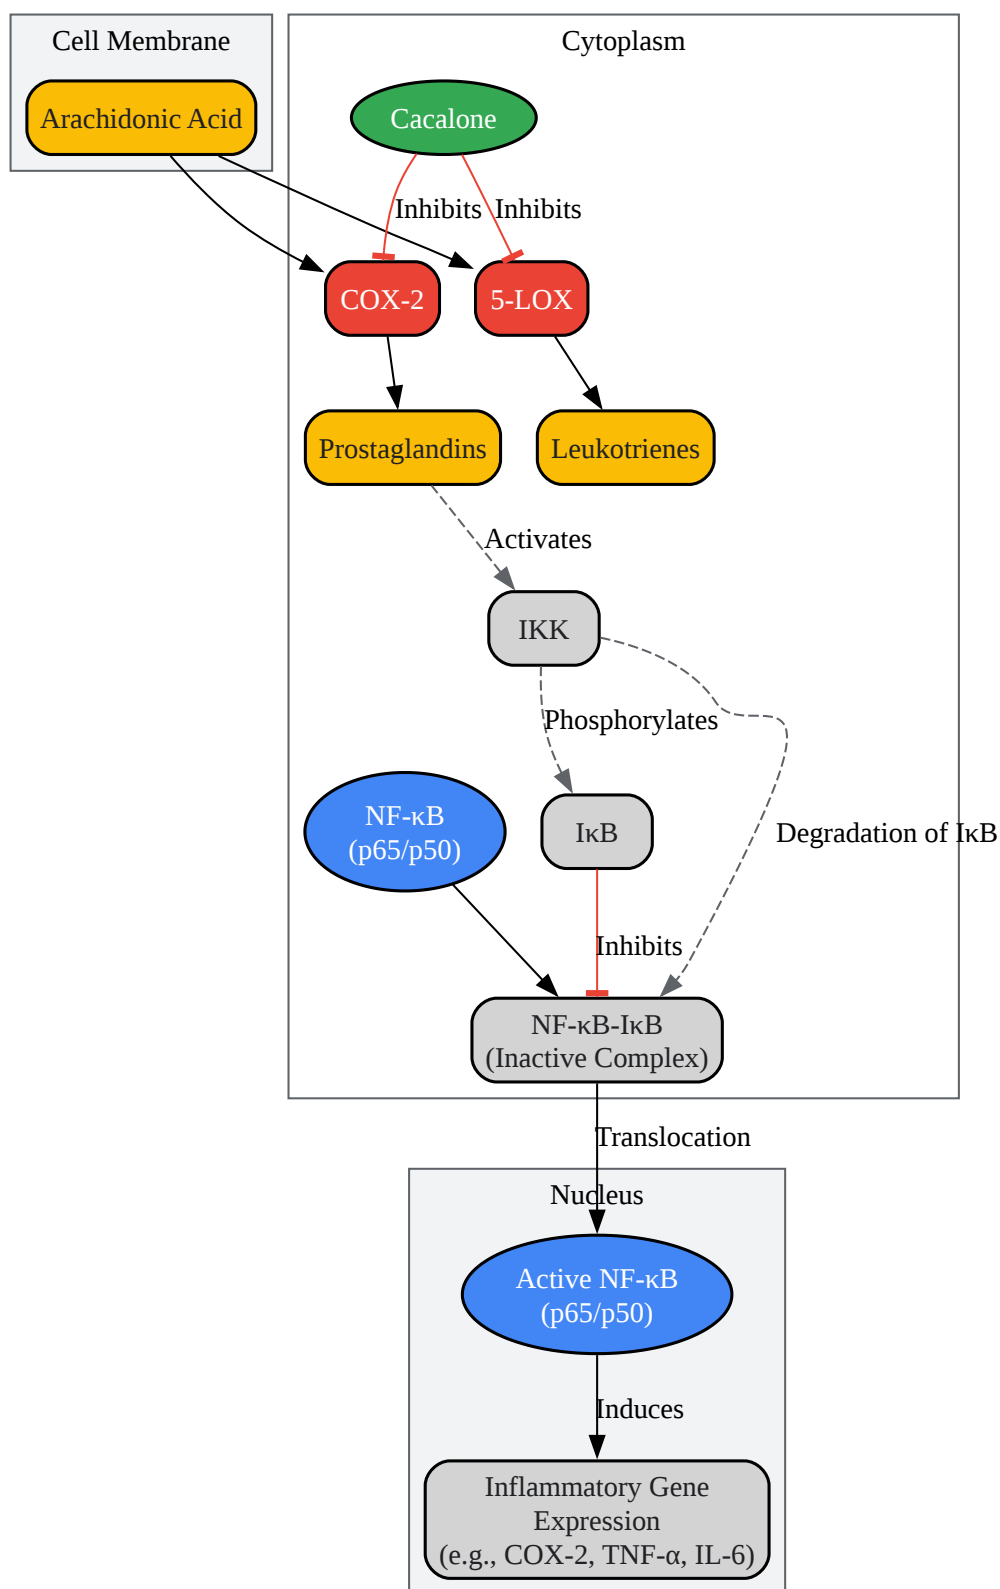 Cell Membrane
Cytoplasm
Arachidonic Acid
Cacalone
Inhibits
Inhibits
COX-2
5-LOX
Prostaglandins
Leukotrienes
Activates
IKK
Phosphorylates
NF-κB
(p65/p50)
IκB
Degradation of IκB
Inhibits
NF-κB-IκB
(Inactive Complex)
Translocation
Nucleus
Active NF-κB
(p65/p50)
Induces
Inflammatory Gene
Expression
(e.g., COX-2, TNF-α, IL-6)